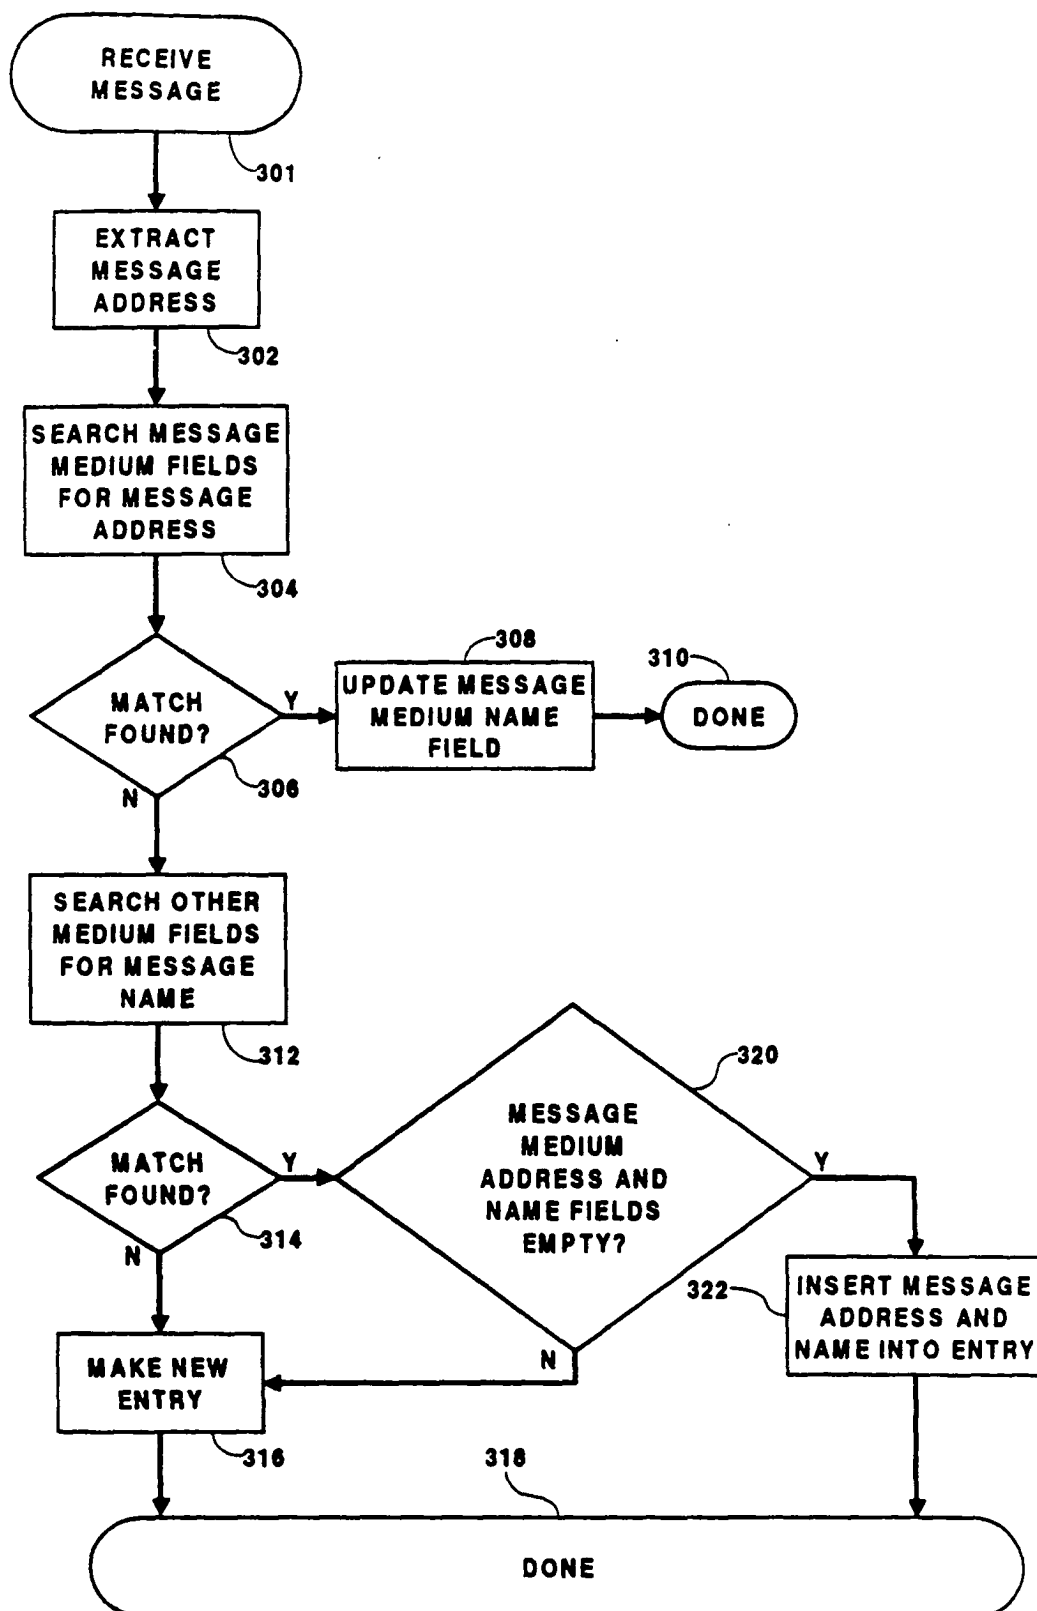 RECEIVE
MESSAGE
301
EXTRACT
MESSAGE
ADDRESS
302
SEARCH MESSAGE
MEDIUM FIELDS
FOR MESSAGE
ADDRESS
304
MATCH
FOUND?
Y
306
N
308
UPDATE MESSAGE
MEDIUM NAME
FIELD
310
DONE
SEARCH OTHER
MEDIUM FIELDS
FOR MESSAGE
NAME
312
MATCH
FOUND?
Y
314
N
320
MESSAGE
MEDIUM
ADDRESS AND
NAME FIELDS
EMPTY?
Y
N
322
INSERT MESSAGE
ADDRESS AND
NAME INTO ENTRY
MAKE NEW
ENTRY
316
318
DONE